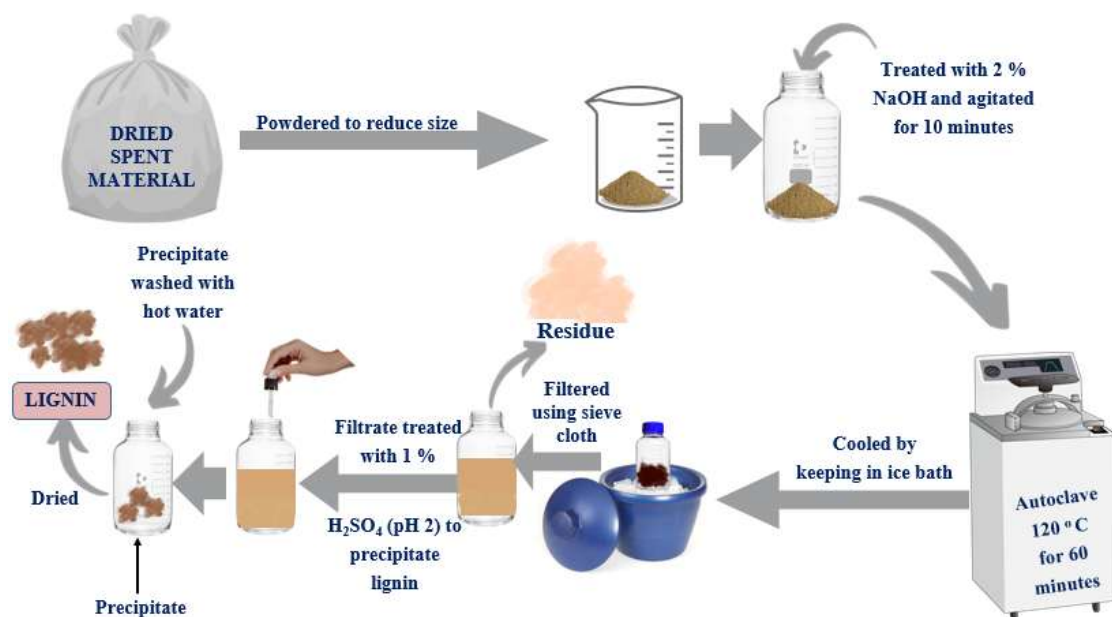 DRIED
SPENT
MATERIAL
Powdered to reduce size
Treated with 2 %
NaOH and agitated
for 10 minutes
Autoclave
120 ° C
for 60
minutes
Cooled by
keeping in ice bath
Filtered
using sieve
cloth
Residue
Filtrate treated
with 1 %
H₂SO₄ (pH 2) to
precipitate
lignin
Precipitate
washed with
hot water
Precipitate
Dried
LIGNIN